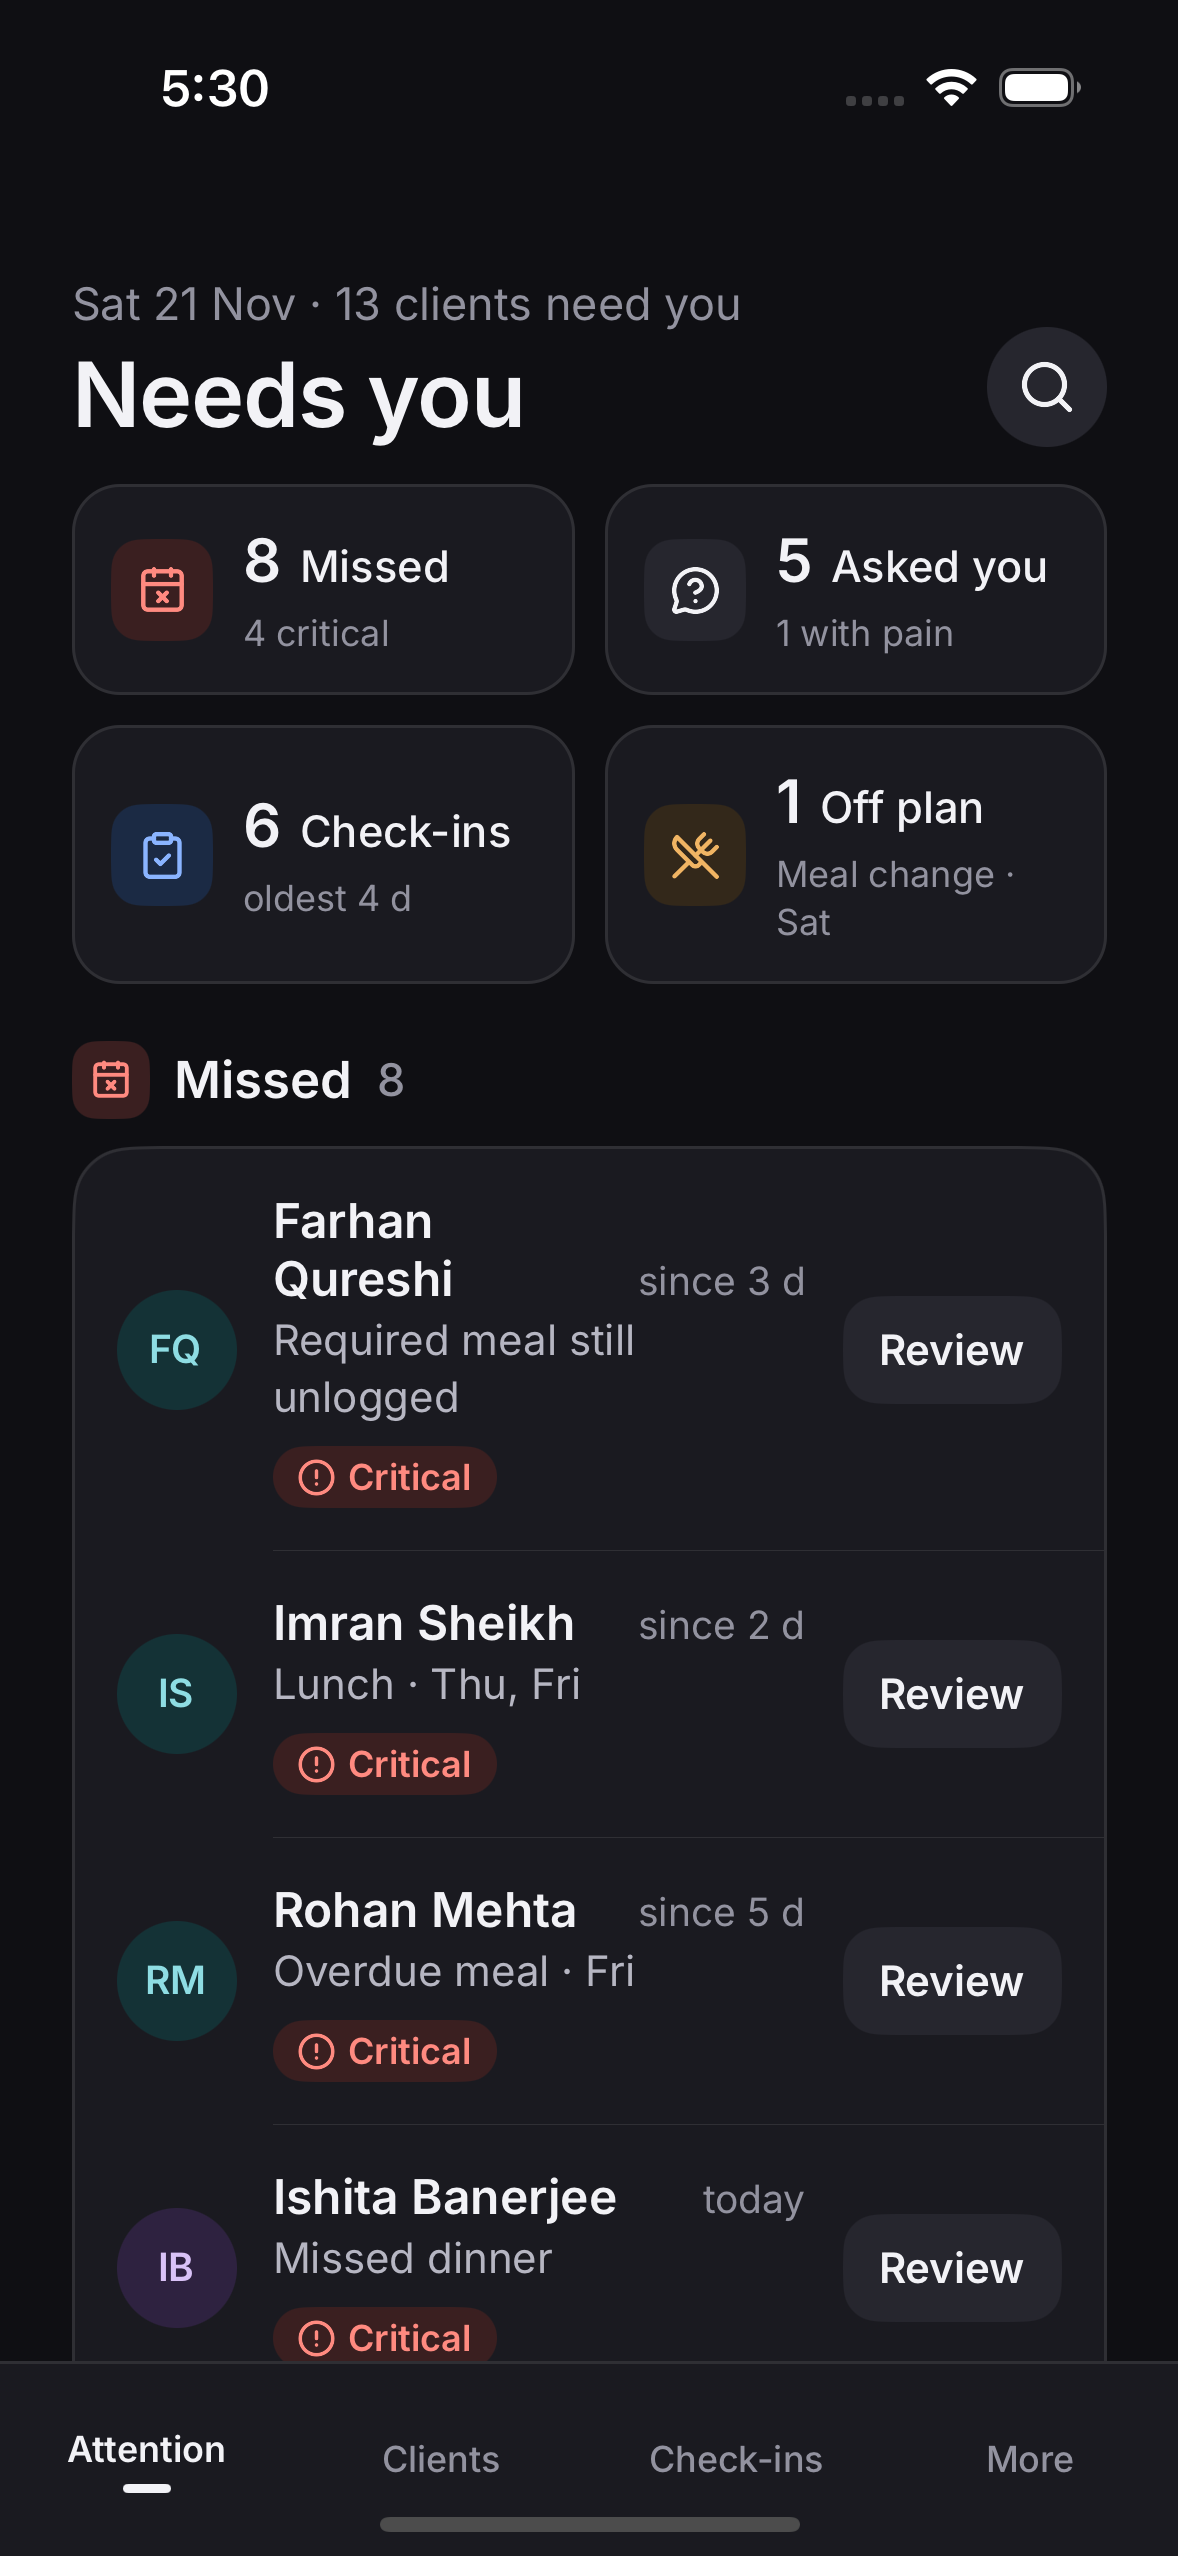 5:30
Sat 21 Nov · 13 clients need you
Needs you
8 Missed
4 critical
5 Asked you
1 with pain
6 Check-ins
oldest 4 d
1 Off plan
Meal change ·
Sat
Missed 8
Farhan
Qureshi
since 3 d
FQ
Required meal still
unlogged
Review
Critical
Imran Sheikh
since 2 d
IS
Lunch · Thu, Fri
Review
Critical
Rohan Mehta
since 5 d
RM
Overdue meal · Fri
Review
Critical
Ishita Banerjee
today
IB
Missed dinner
Review
Critical
Attention
Clients
Check-ins
More